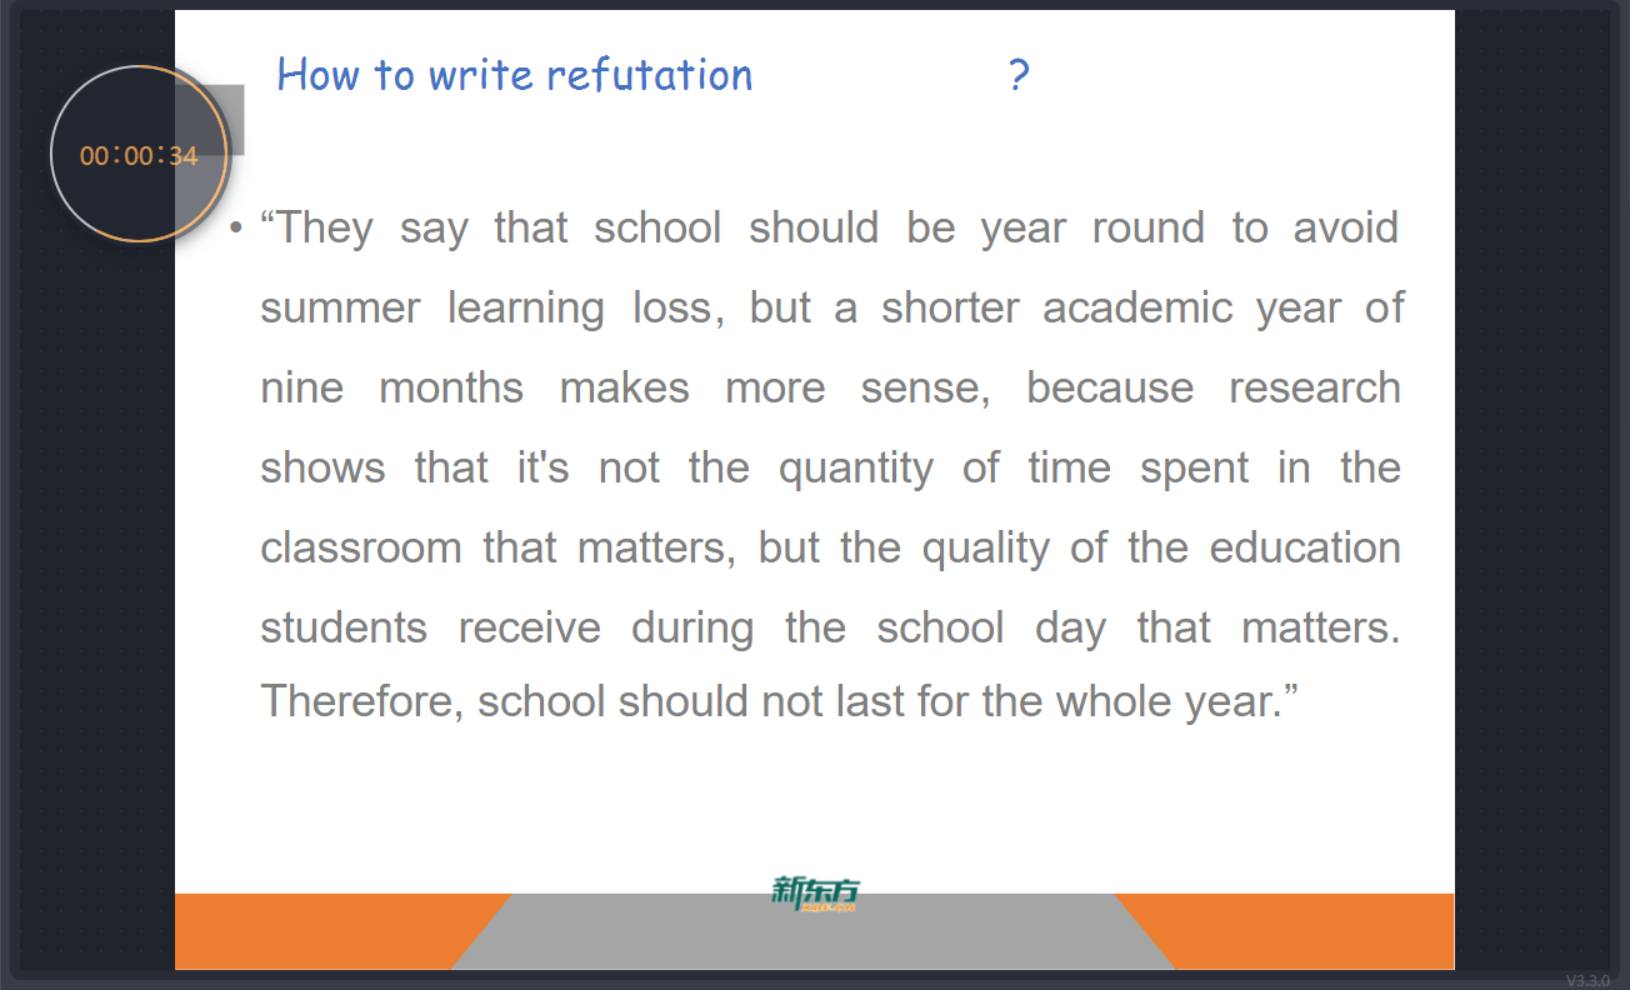 How to write refutation ?
00:00:34
• “They say that school should be year round to avoid
summer learning loss, but a shorter academic year of
nine months makes more sense, because research
shows that it's not the quantity of time spent in the
classroom that matters, but the quality of the education
students receive during the school day that matters.
Therefore, school should not last for the whole year.”
新东方
XDF.CN
V3.3.0